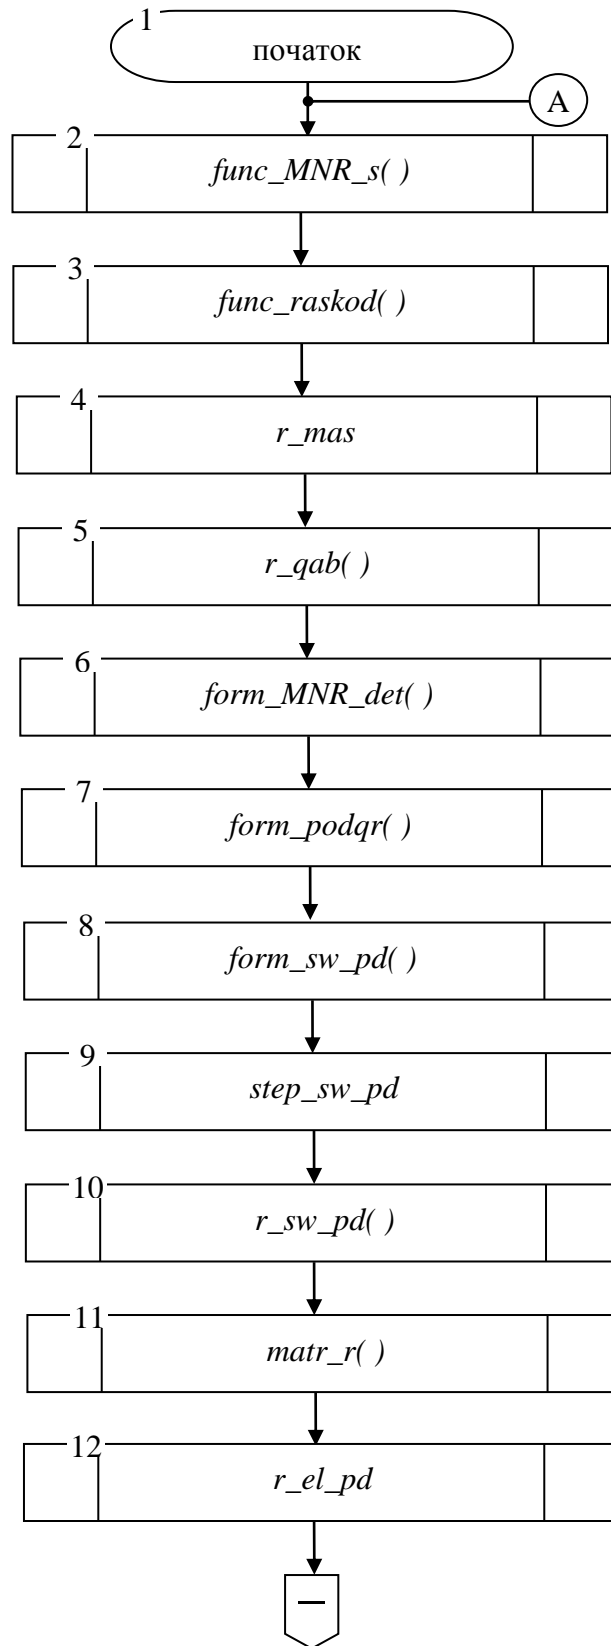 1
початок
А
2
func_MNR_s( )
3
func_raskod( )
4
r_mas
5
r_qab( )
6
form_MNR_det( )
7
form_podqr( )
8
form_sw_pd( )
9
step_sw_pd
10
r_sw_pd( )
11
matr_r( )
12
r_el_pd
—